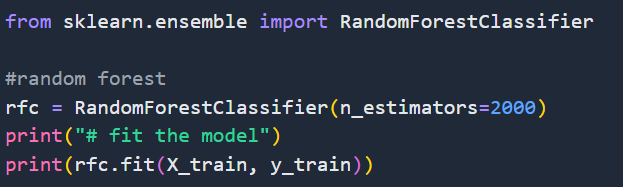 from sklearn.ensemble import RandomForestClassifier
#random forest
rfc = RandomForestClassifier(n_estimators=2000)
print("# fit the model")
print(rfc.fit(X_train, y_train))